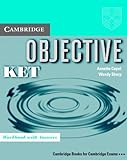 CAMBRIDGE
OBJECTIVE
KET
Annette Capel
Wendy Sharp
Workbook with Answers
Cambridge Books for Cambridge Exams